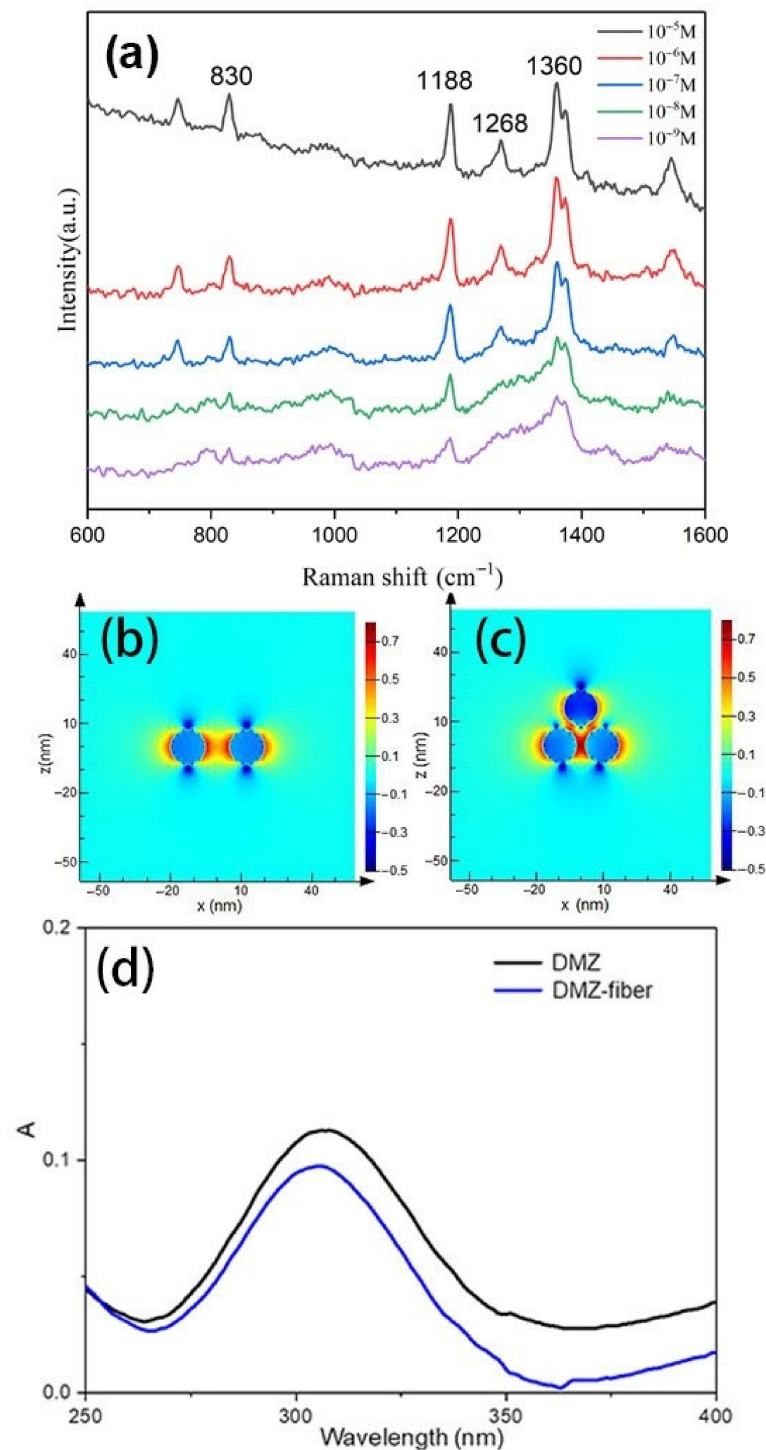 (a)
830
1188
1268
1360
10⁻⁵M
10⁻⁶M
10⁻⁷M
10⁻⁸M
10⁻⁹M
Intensity(a.u.)
600 800 1000 1200 1400 1600
Raman shift (cm⁻¹)
(b)
40
10
−20
−50
z(nm)
−50 −20 10 40
x (nm)
0.7
0.5
0.3
0.1
−0.1
−0.3
−0.5
(c)
40
10
−20
−50
z(nm)
−50 −20 10 40
x (nm)
0.7
0.5
0.3
0.1
−0.1
−0.3
−0.5
(d)
DMZ
DMZ-fiber
0.2
0.1
0.0
A
250 300 350 400
Wavelength (nm)